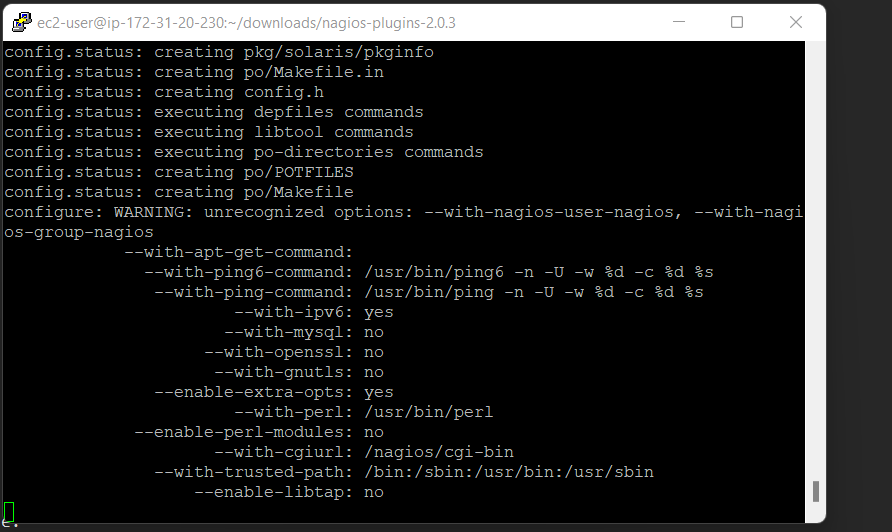 ec2-user@ip-172-31-20-230:~/downloads/nagios-plugins-2.0.3
config.status: creating pkg/solaris/pkginfo
config.status: creating po/Makefile.in
config.status: creating config.h
config.status: executing depfiles commands
config.status: executing libtool commands
config.status: executing po-directories commands
config.status: creating po/POTFILES
config.status: creating po/Makefile
configure: WARNING: unrecognized options: --with-nagios-user-nagios, --with-nagi
os-group-nagios
--with-apt-get-command:
--with-ping6-command: /usr/bin/ping6 -n -U -w %d -c %d %s
--with-ping-command: /usr/bin/ping -n -U -w %d -c %d %s
--with-ipv6: yes
--with-mysql: no
--with-openssl: no
--with-gnutls: no
--enable-extra-opts: yes
--with-perl: /usr/bin/perl
--enable-perl-modules: no
--with-cgiurl: /nagios/cgi-bin
--with-trusted-path: /bin:/sbin:/usr/bin:/usr/sbin
--enable-libtap: no